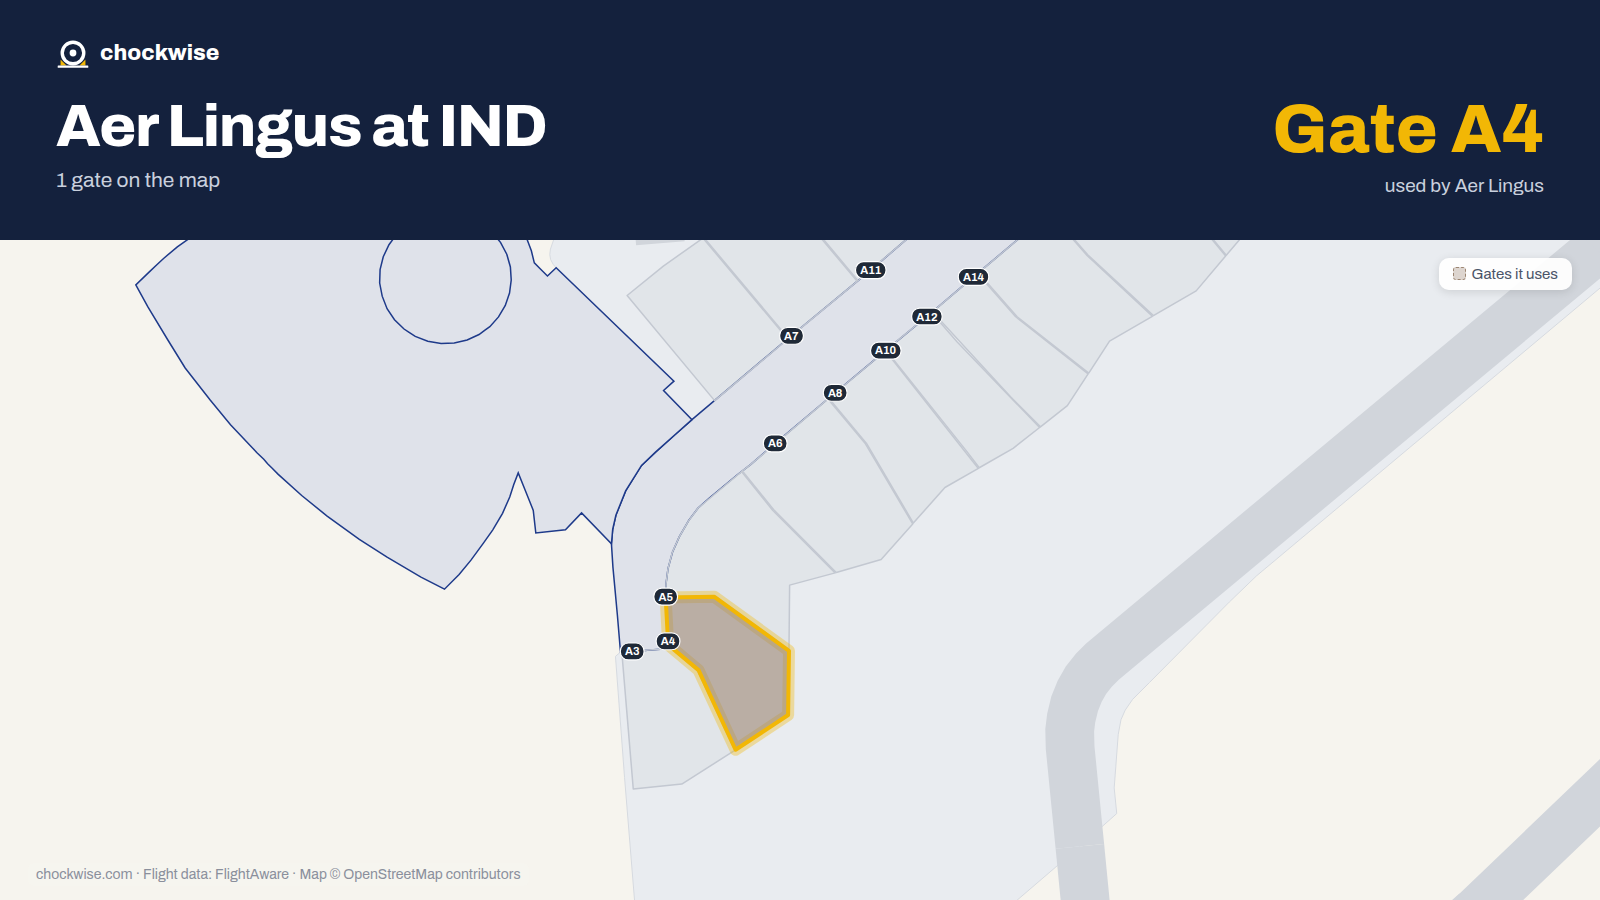 chockwise
Aer Lingus at IND
1 gate on the map
Gate A4
used by Aer Lingus
Gates it uses
A11
A14
A12
A7
A10
A8
A6
A5
A4
A3
chockwise.com · Flight data: FlightAware · Map © OpenStreetMap contributors